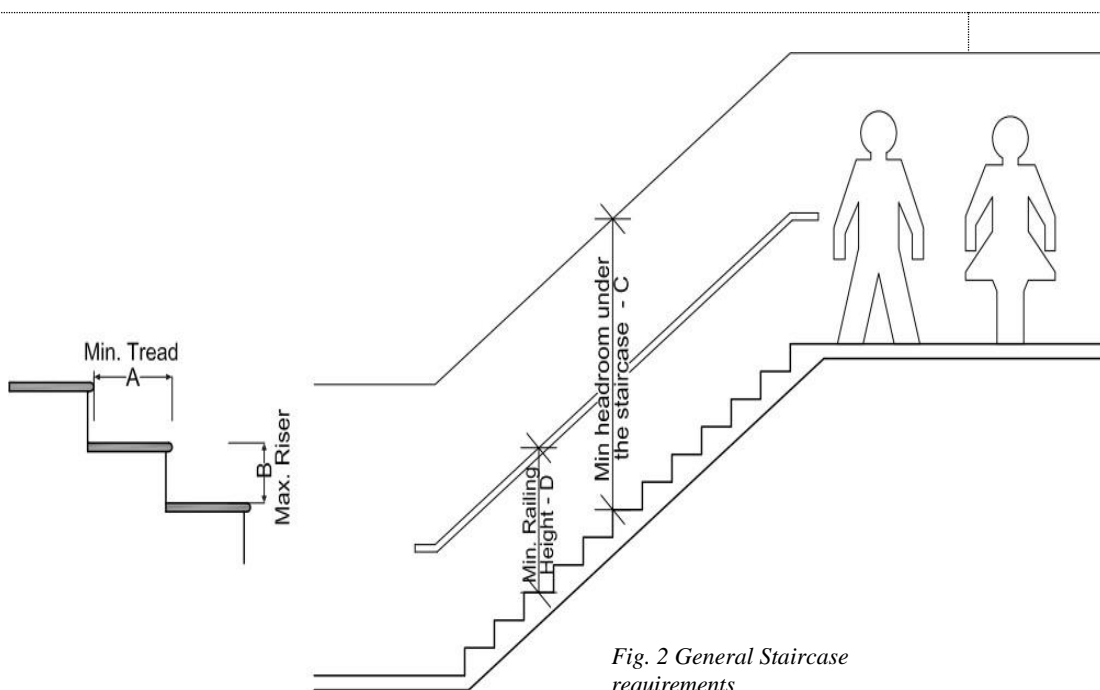 Min. Tread
A
B
Max. Riser
Min headroom under
the staircase - C
Min. Railing
Height - D
Fig. 2 General Staircase
requirements